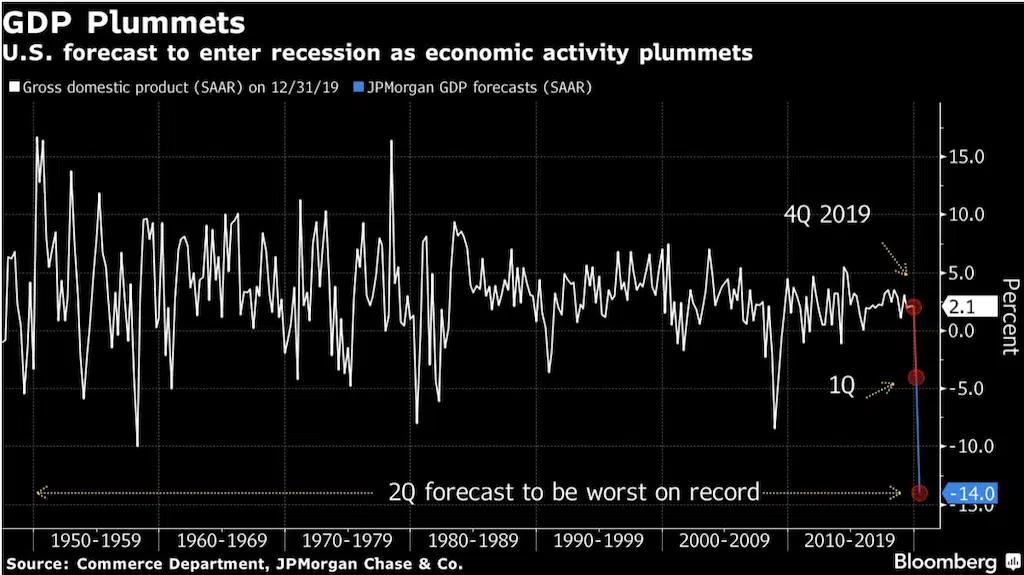 GDP Plummets
U.S. forecast to enter recession as economic activity plummets
Gross domestic product (SAAR) on 12/31/19 JPMorgan GDP forecasts (SAAR)
15.0
4Q 2019
10.0
5.0
2.1
0.0
Percent
1Q
-5.0
-10.0
2Q forecast to be worst on record
-14.0
-15.0
1950-1959 1960-1969 1970-1979 1980-1989 1990-1999 2000-2009 2010-2019
Source: Commerce Department, JPMorgan Chase & Co.
Bloomberg